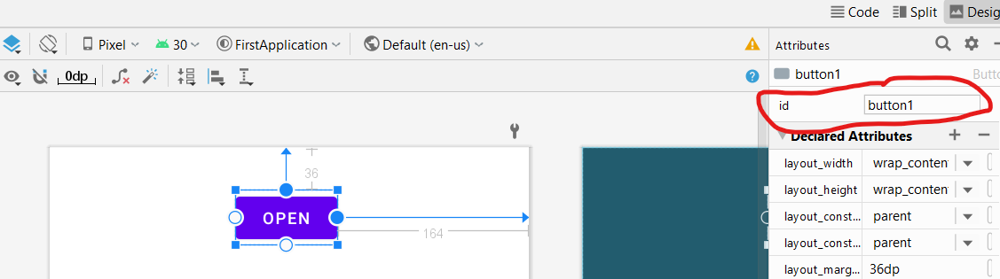 Code Split Desig
Pixel 30 FirstApplication Default (en-us) Attributes
0dp
button1 Butto
id button1
Declared Attributes
36
layout_width wrap_conten
layout_height wrap_conten
OPEN
layout_const... parent
164
layout_const... parent
layout_marg... 36dp